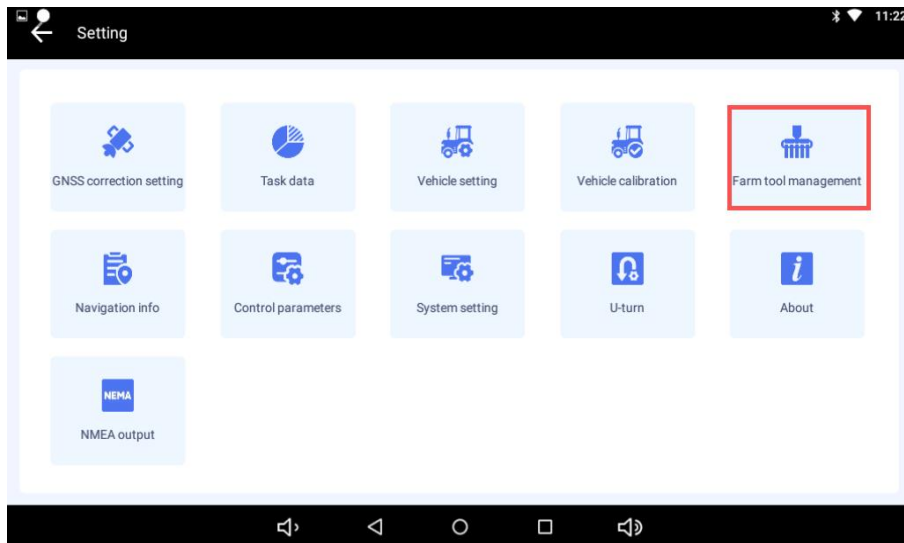 11:22
Setting
GNSS correction setting
Task data
Vehicle setting
Vehicle calibration
Farm tool management
Navigation info
Control parameters
System setting
U-turn
About
NEMA
NMEA output